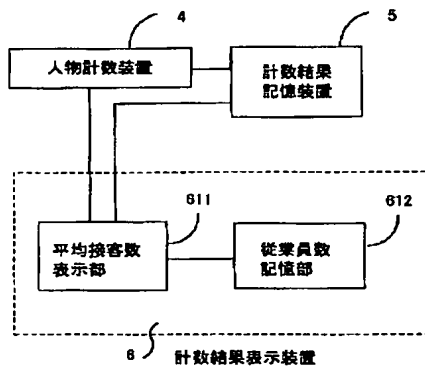 4
5
人物計数装置
計数結果
記憶装置
611
612
平均接客数
表示部
従業員数
記憶部
6 計数結果表示装置